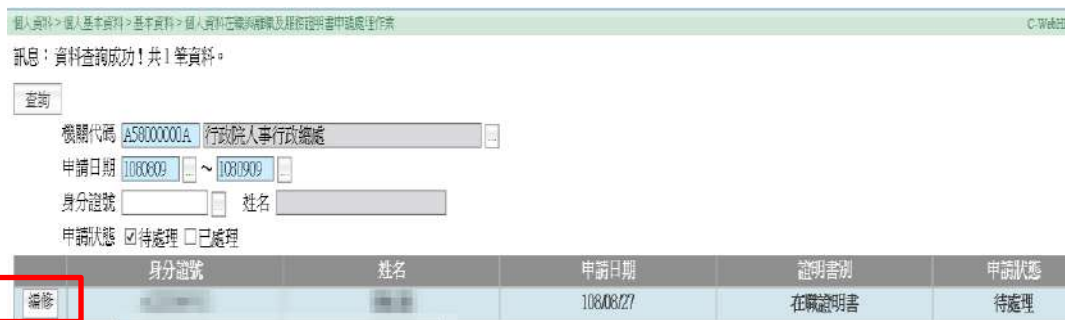 個人資料>個人基本資料>基本資料>個人資料在職與離職及服務證明書申請處理作業 C-WebH
訊息：資料查詢成功！共1筆資料。
查詢
機關代碼 A58000000A 行政院人事行政總處
申請日期 1080809 ~ 1080909
身分證號 姓名
申請狀態 ☑待處理 □已處理
身分證號 姓名 申請日期 證明書別 申請狀態
編修 108/08/27 在職證明書 待處理